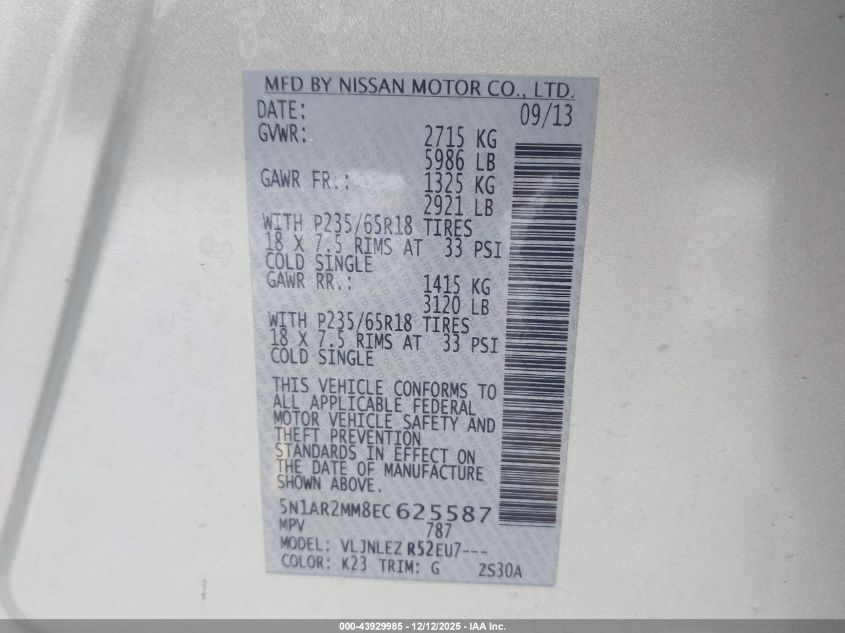 MFD BY NISSAN MOTOR CO., LTD.
DATE: 09/13
GVWR: 2715 KG
5986 LB
GAWR FR.: 1325 KG
2921 LB
WITH P235/65R18 TIRES
18 X 7.5 RIMS AT 33 PSI
COLD SINGLE
GAWR RR.: 1415 KG
3120 LB
WITH P235/65R18 TIRES
18 X 7.5 RIMS AT 33 PSI
COLD SINGLE
THIS VEHICLE CONFORMS TO
ALL APPLICABLE FEDERAL
MOTOR VEHICLE SAFETY AND
THEFT PREVENTION
STANDARDS IN EFFECT ON
THE DATE OF MANUFACTURE
SHOWN ABOVE.
5N1AR2MM8EC625587
MPV 787
MODEL: VLJNLEZ R52EU7---
COLOR: K23 TRIM: G ZS30A
000-43929985 - 12/12/2025 - IAA Inc.